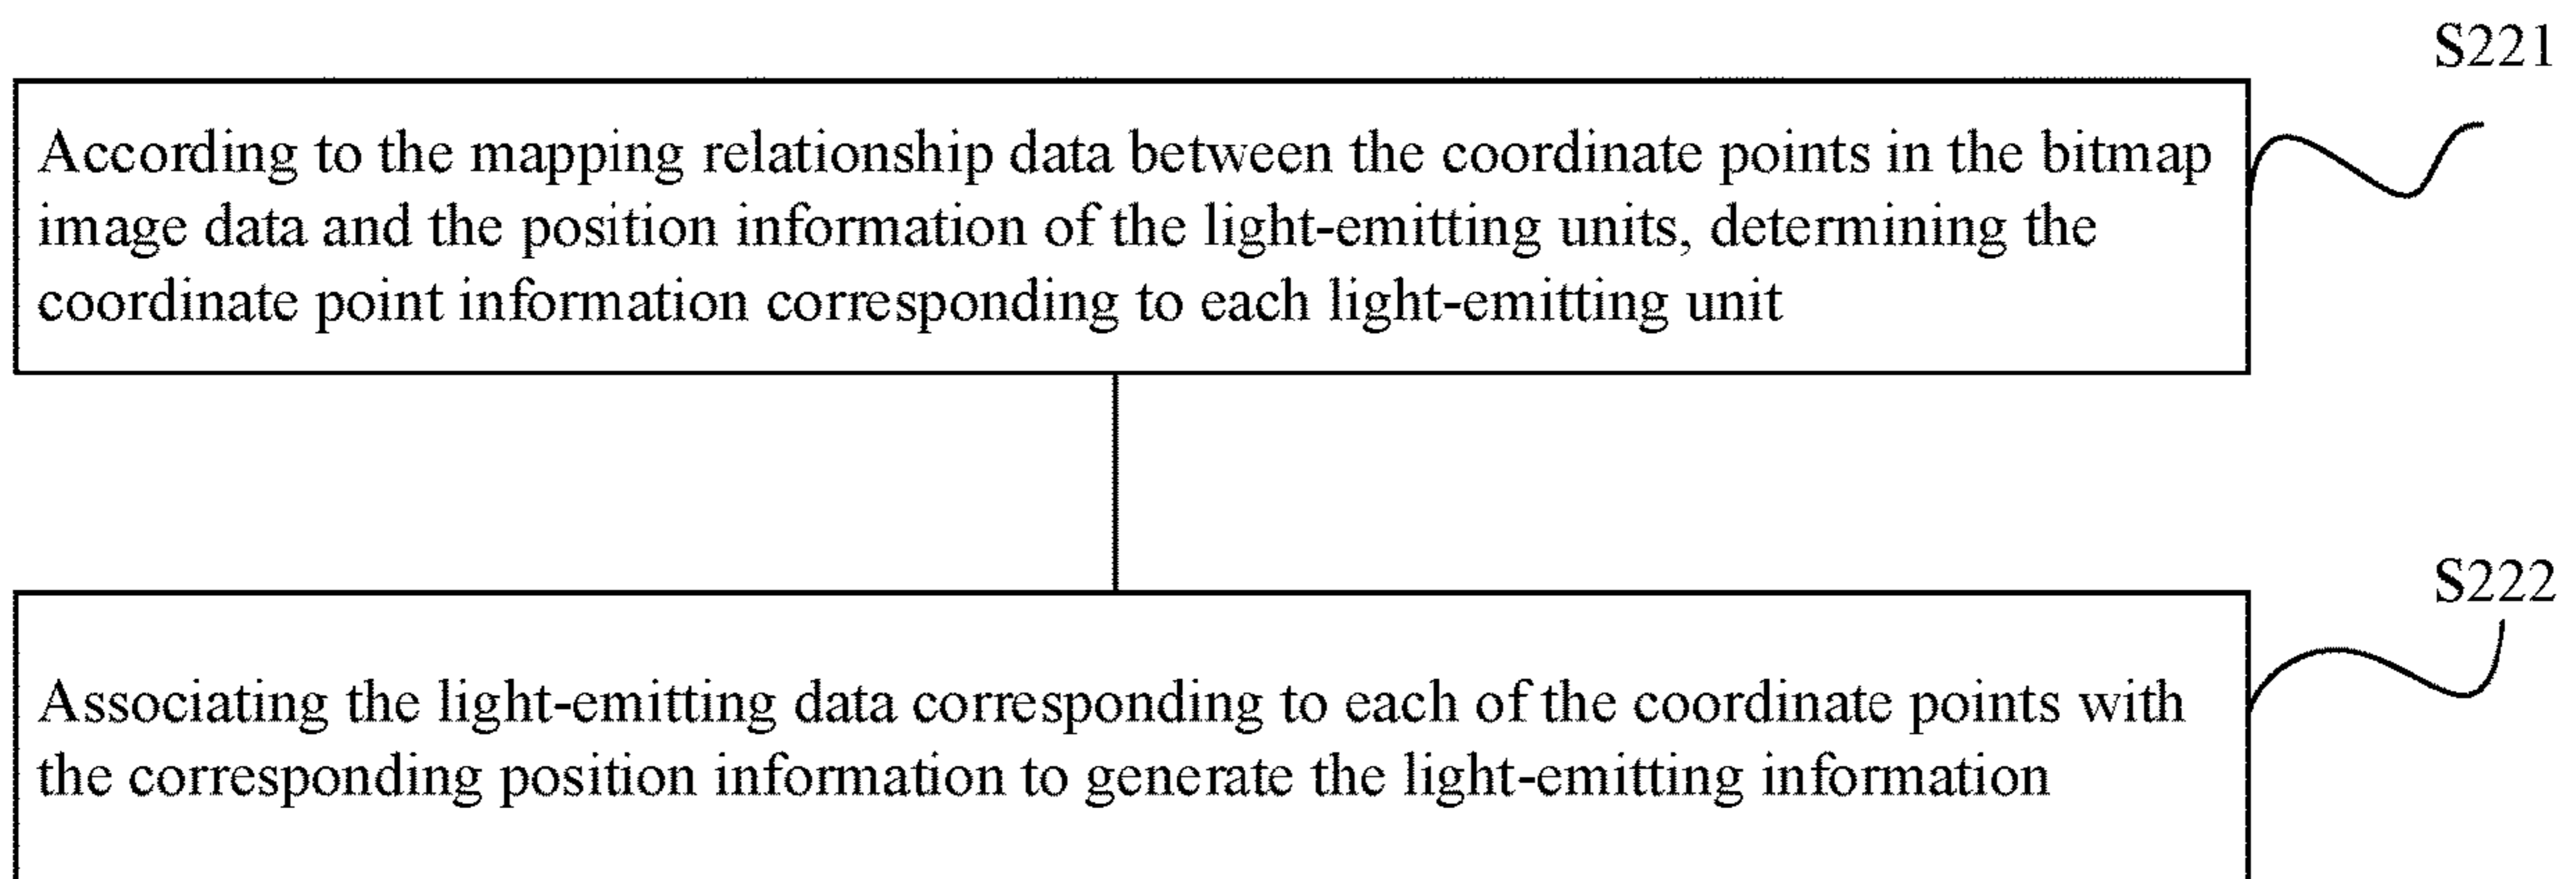 S221
According to the mapping relationship data between the coordinate points in the bitmap
image data and the position information of the light-emitting units, determining the
coordinate point information corresponding to each light-emitting unit
S222
Associating the light-emitting data corresponding to each of the coordinate points with
the corresponding position information to generate the light-emitting information